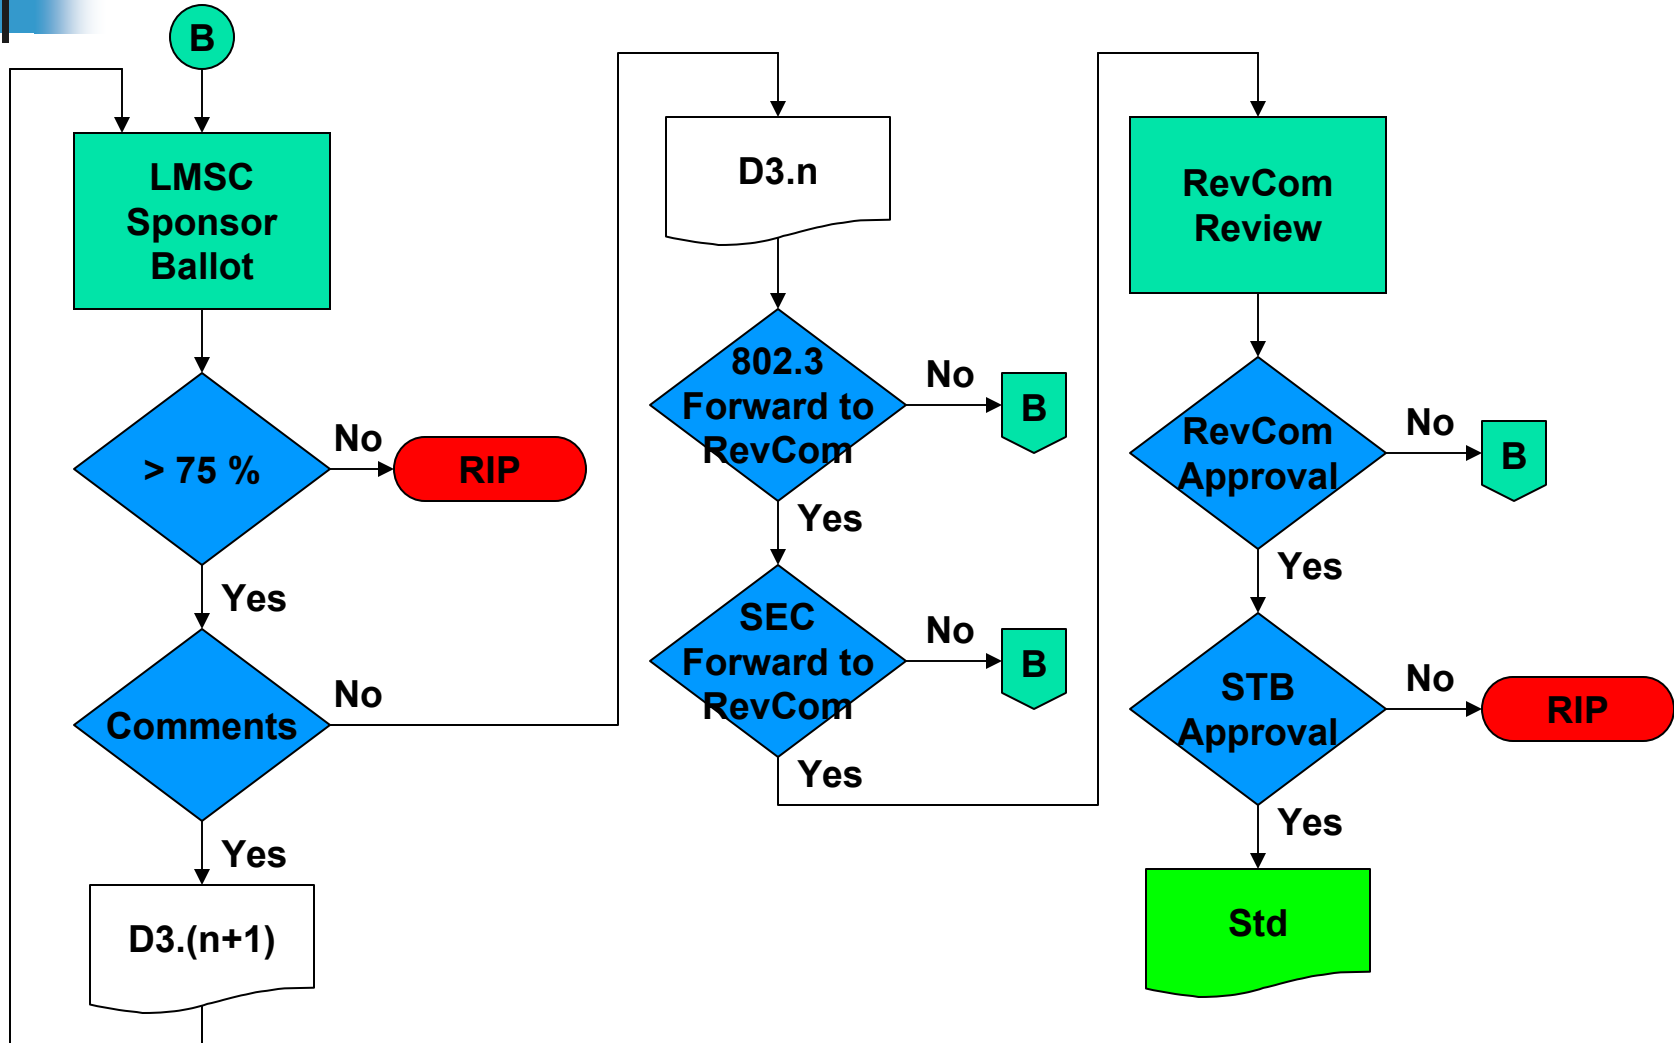 B
LMSC
Sponsor
Ballot
> 75 %
No
RIP
Yes
Comments
No
Yes
D3.(n+1)
D3.n
802.3
Forward to
RevCom
No
B
Yes
SEC
Forward to
RevCom
No
B
Yes
RevCom
Review
RevCom
Approval
No
B
Yes
STB
Approval
No
RIP
Yes
Std